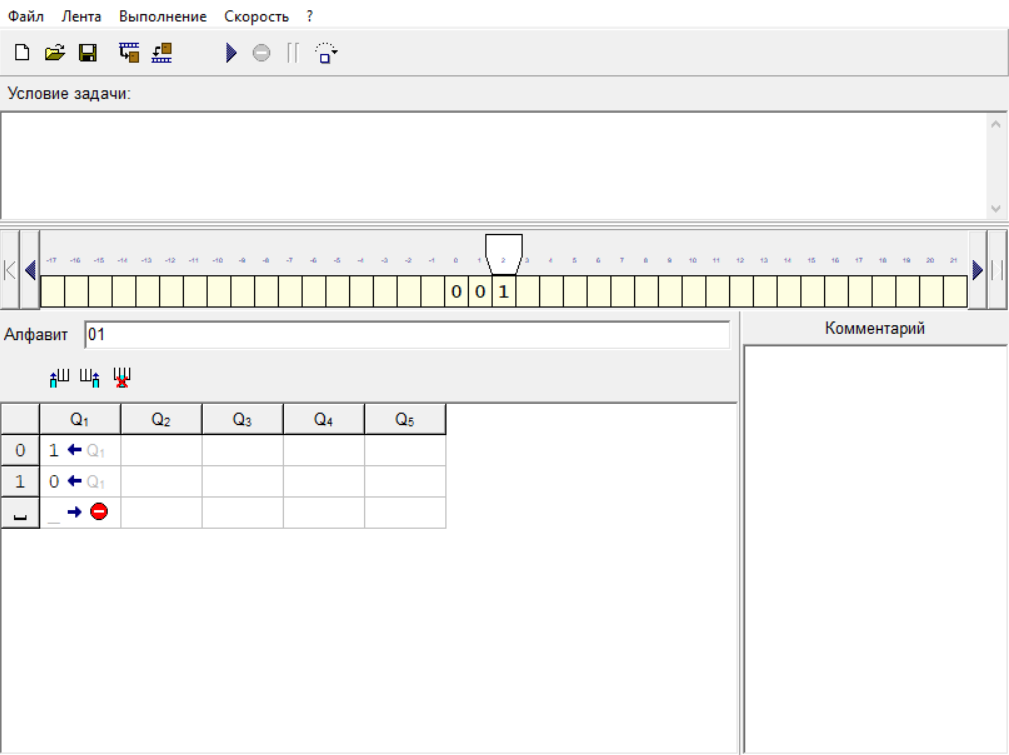 Файл Лента Выполнение Скорость ?
Условие задачи:
-17 -16 -15 -14 -13 -12 -11 -10 -9 -8 -7 -6 -5 -4 -3 -2 -1 0 1 2 3 4 5 6 7 8 9 10 11 12 13 14 15 16 17 18 19 20 21
0 0 1
Алфавит 01
Комментарий
Q1 Q2 Q3 Q4 Q5
0 1 ← Q1
1 0 ← Q1
_ →